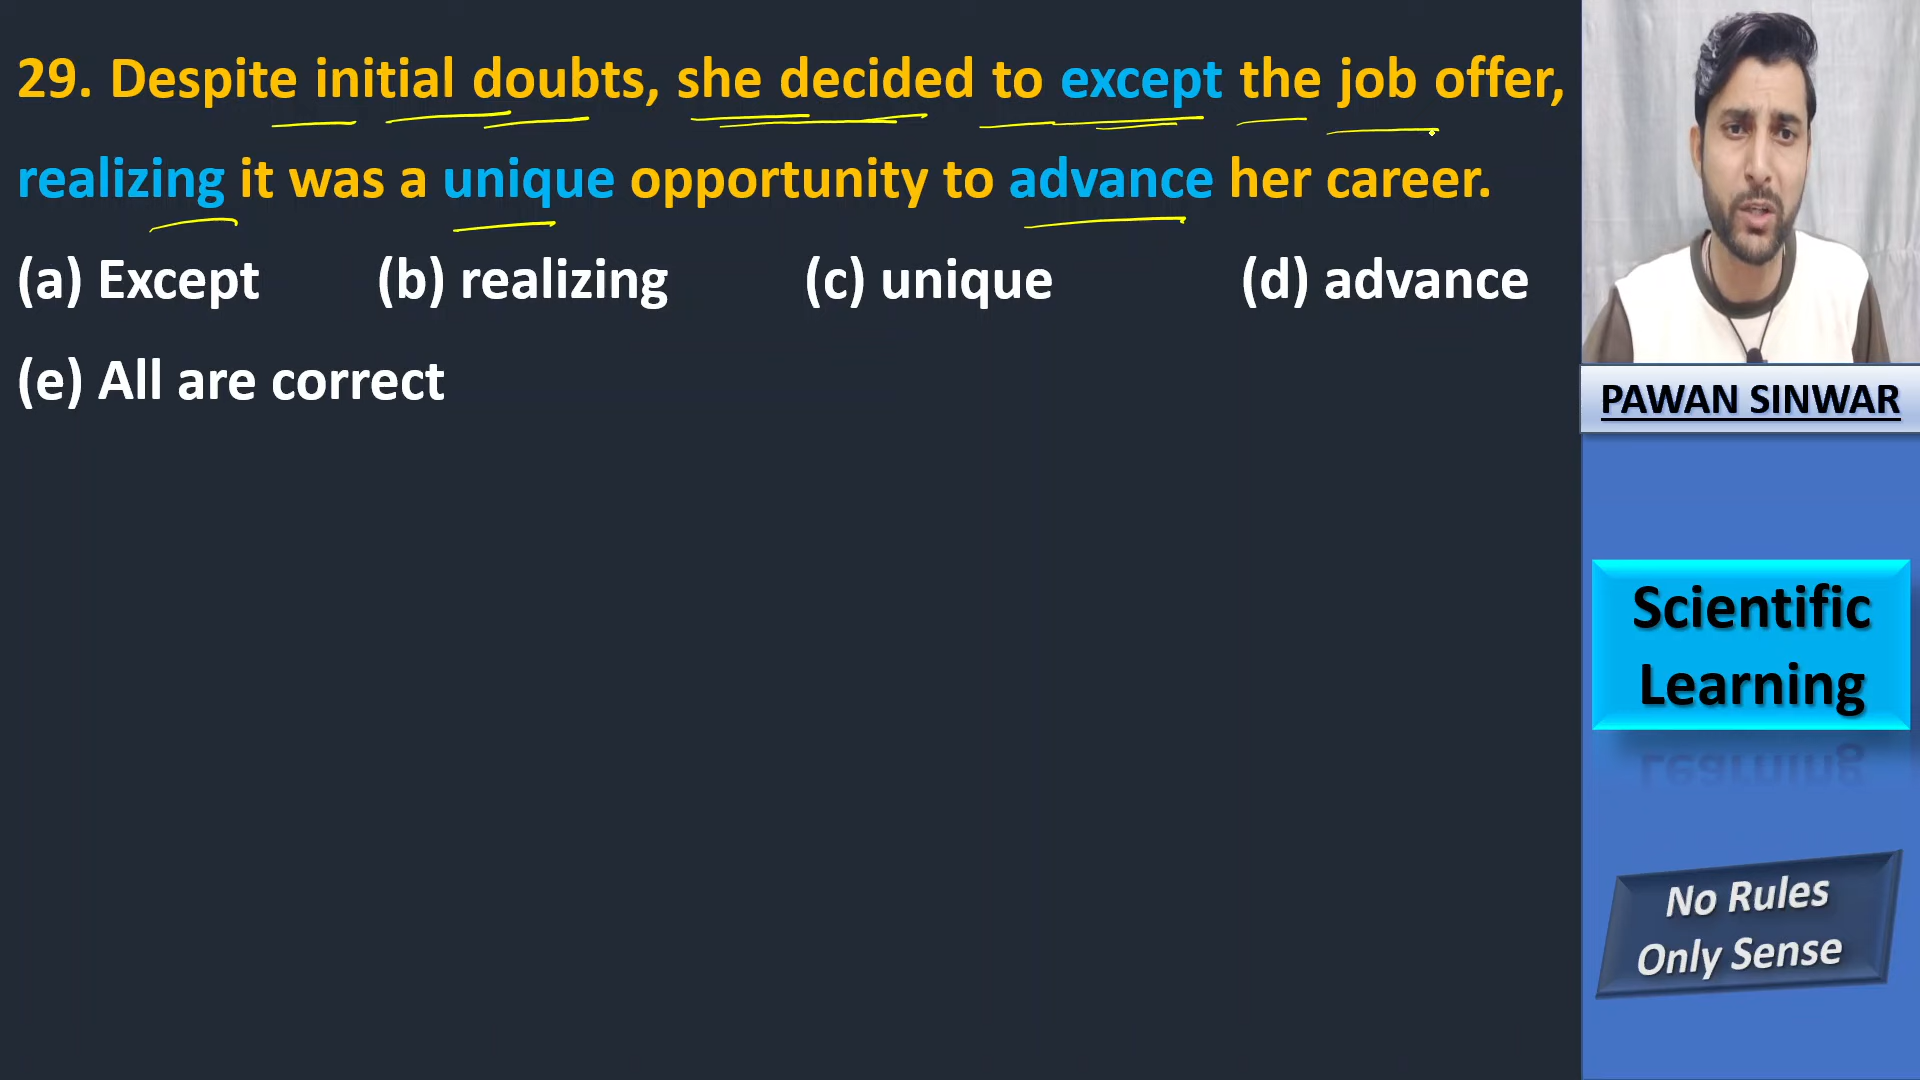 29. Despite initial doubts, she decided to except the job offer,
realizing it was a unique opportunity to advance her career.
(a) Except (b) realizing (c) unique (d) advance
(e) All are correct
PAWAN SINWAR
Scientific
Learning
No Rules
Only Sense